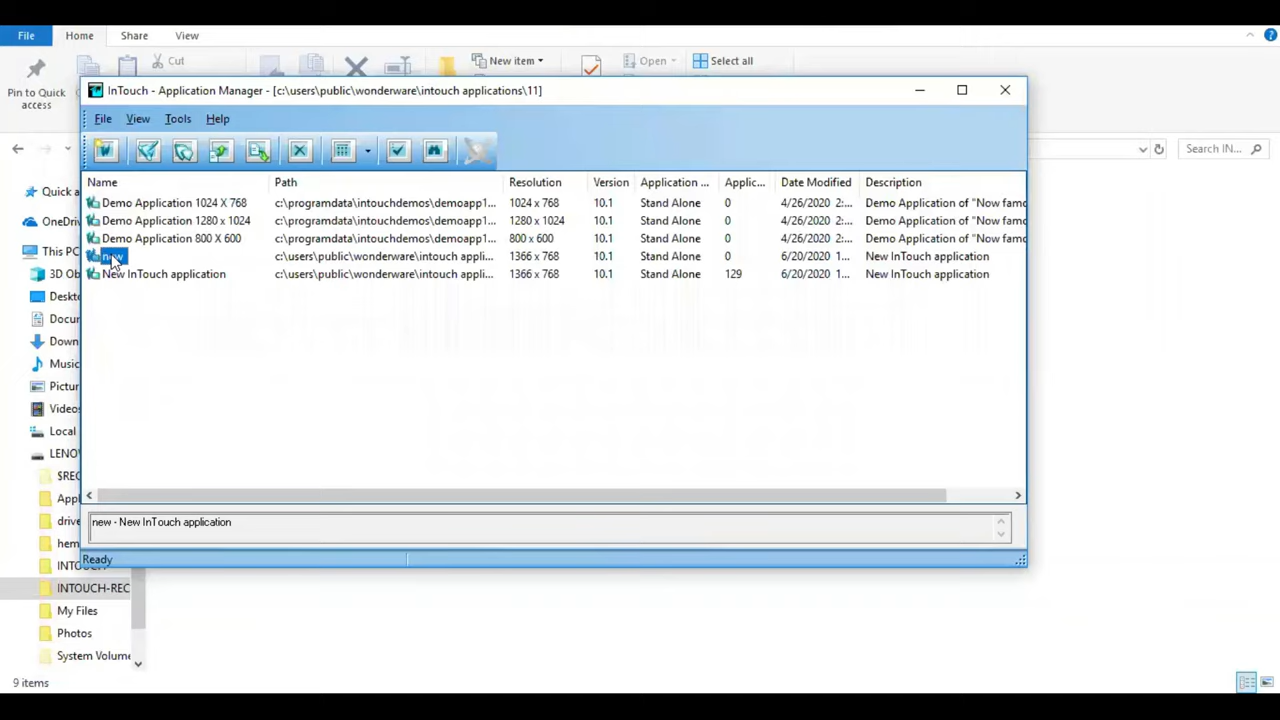 File Home Share View
Pin to Quick access
Cut
New item
Open
Select all
InTouch - Application Manager - [c:\users\public\wonderware\intouch applications\11]
File View Tools Help
Search IN...
Name Path Resolution Version Application ... Applic... Date Modified Description
Demo Application 1024 X 768 c:\programdata\intouchdemos\demoapp1... 1024 x 768 10.1 Stand Alone 0 4/26/2020 2:... Demo Application of "Now famo
Demo Application 1280 x 1024 c:\programdata\intouchdemos\demoapp1... 1280 x 1024 10.1 Stand Alone 0 4/26/2020 2:... Demo Application of "Now famo
Demo Application 800 X 600 c:\programdata\intouchdemos\demoapp1... 800 x 600 10.1 Stand Alone 0 4/26/2020 2:... Demo Application of "Now famo
new c:\users\public\wonderware\intouch appli... 1366 x 768 10.1 Stand Alone 0 6/20/2020 1... New InTouch application
New InTouch application c:\users\public\wonderware\intouch appli... 1366 x 768 10.1 Stand Alone 129 6/20/2020 1... New InTouch application
Quick a
OneDriv
This PC
3D Ob
Deskto
Docum
Down
Music
Pictur
Videos
Local
LENO
$REC
Appl
drive
hem
INTOUCH
INTOUCH-REC
My Files
Photos
System Volume
new - New InTouch application
Ready
9 items